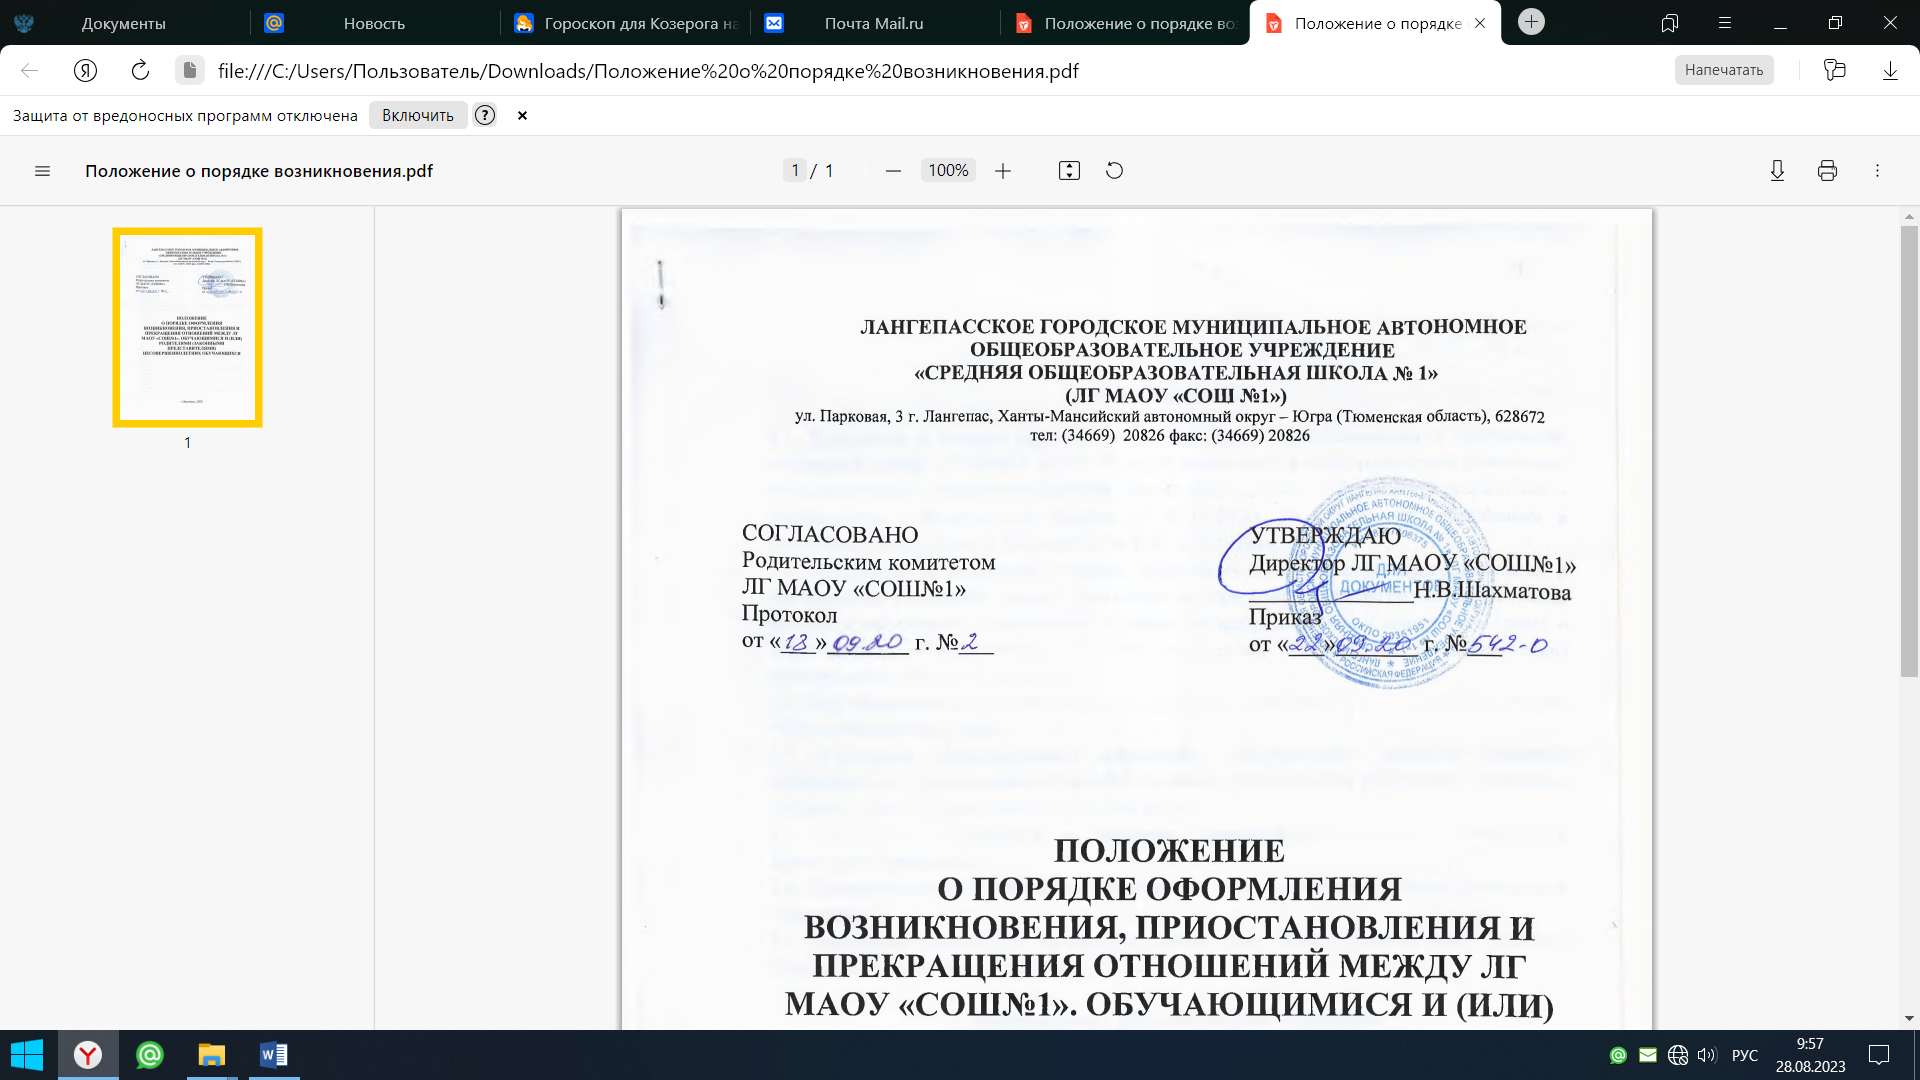 Документы
Новость
Гороскоп для Козерога на
Почта Mail.ru
Положение о порядке воз
Положение о порядке
file:///C:/Users/Пользователь/Downloads/Положение%20о%20порядке%20возникновения.pdf
Напечатать
Защита от вредоносных программ отключена
Включить
Положение о порядке возникновения.pdf
1 / 1
100%
1
ЛАНГЕПАССКОЕ ГОРОДСКОЕ МУНИЦИПАЛЬНОЕ АВТОНОМНОЕ
ОБЩЕОБРАЗОВАТЕЛЬНОЕ УЧРЕЖДЕНИЕ
«СРЕДНЯЯ ОБЩЕОБРАЗОВАТЕЛЬНАЯ ШКОЛА № 1»
(ЛГ МАОУ «СОШ №1»)
ул. Парковая, 3 г. Лангепас, Ханты-Мансийский автономный округ – Югра (Тюменская область), 628672
тел: (34669) 20826 факс: (34669) 20826
СОГЛАСОВАНО
Родительским комитетом
ЛГ МАОУ «СОШ№1»
Протокол
от «18» 09.20 г. №2
УТВЕРЖДАЮ
Директор ЛГ МАОУ «СОШ№1»
Н.В.Шахматова
Приказ
от «22» 09.20 г. №542-О
ДЛЯ
ДОКУМЕНТОВ
ПОЛОЖЕНИЕ
О ПОРЯДКЕ ОФОРМЛЕНИЯ
ВОЗНИКНОВЕНИЯ, ПРИОСТАНОВЛЕНИЯ И
ПРЕКРАЩЕНИЯ ОТНОШЕНИЙ МЕЖДУ ЛГ
МАОУ «СОШ№1». ОБУЧАЮЩИМИСЯ И (ИЛИ)
РУС
9:57
28.08.2023